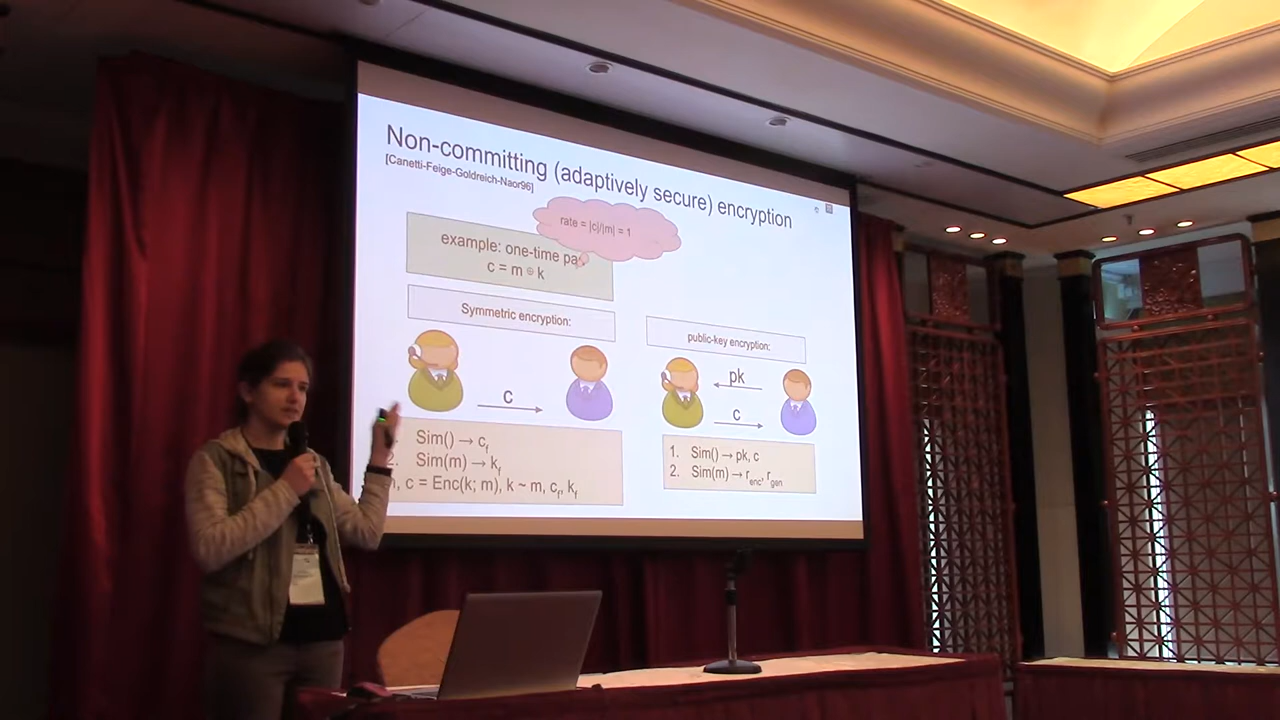 Non-committing (adaptively secure) encryption
[Canetti-Feige-Goldreich-Naor96]
rate = |c|/|m| = 1
example: one-time pa
c = m ⊕ k
Symmetric encryption:
c
Sim() → c_f
Sim(m) → k_f
, c = Enc(k; m), k ~ m, c_f, k_f
public-key encryption:
pk
c
1. Sim() → pk, c
2. Sim(m) → r_enc, r_gen